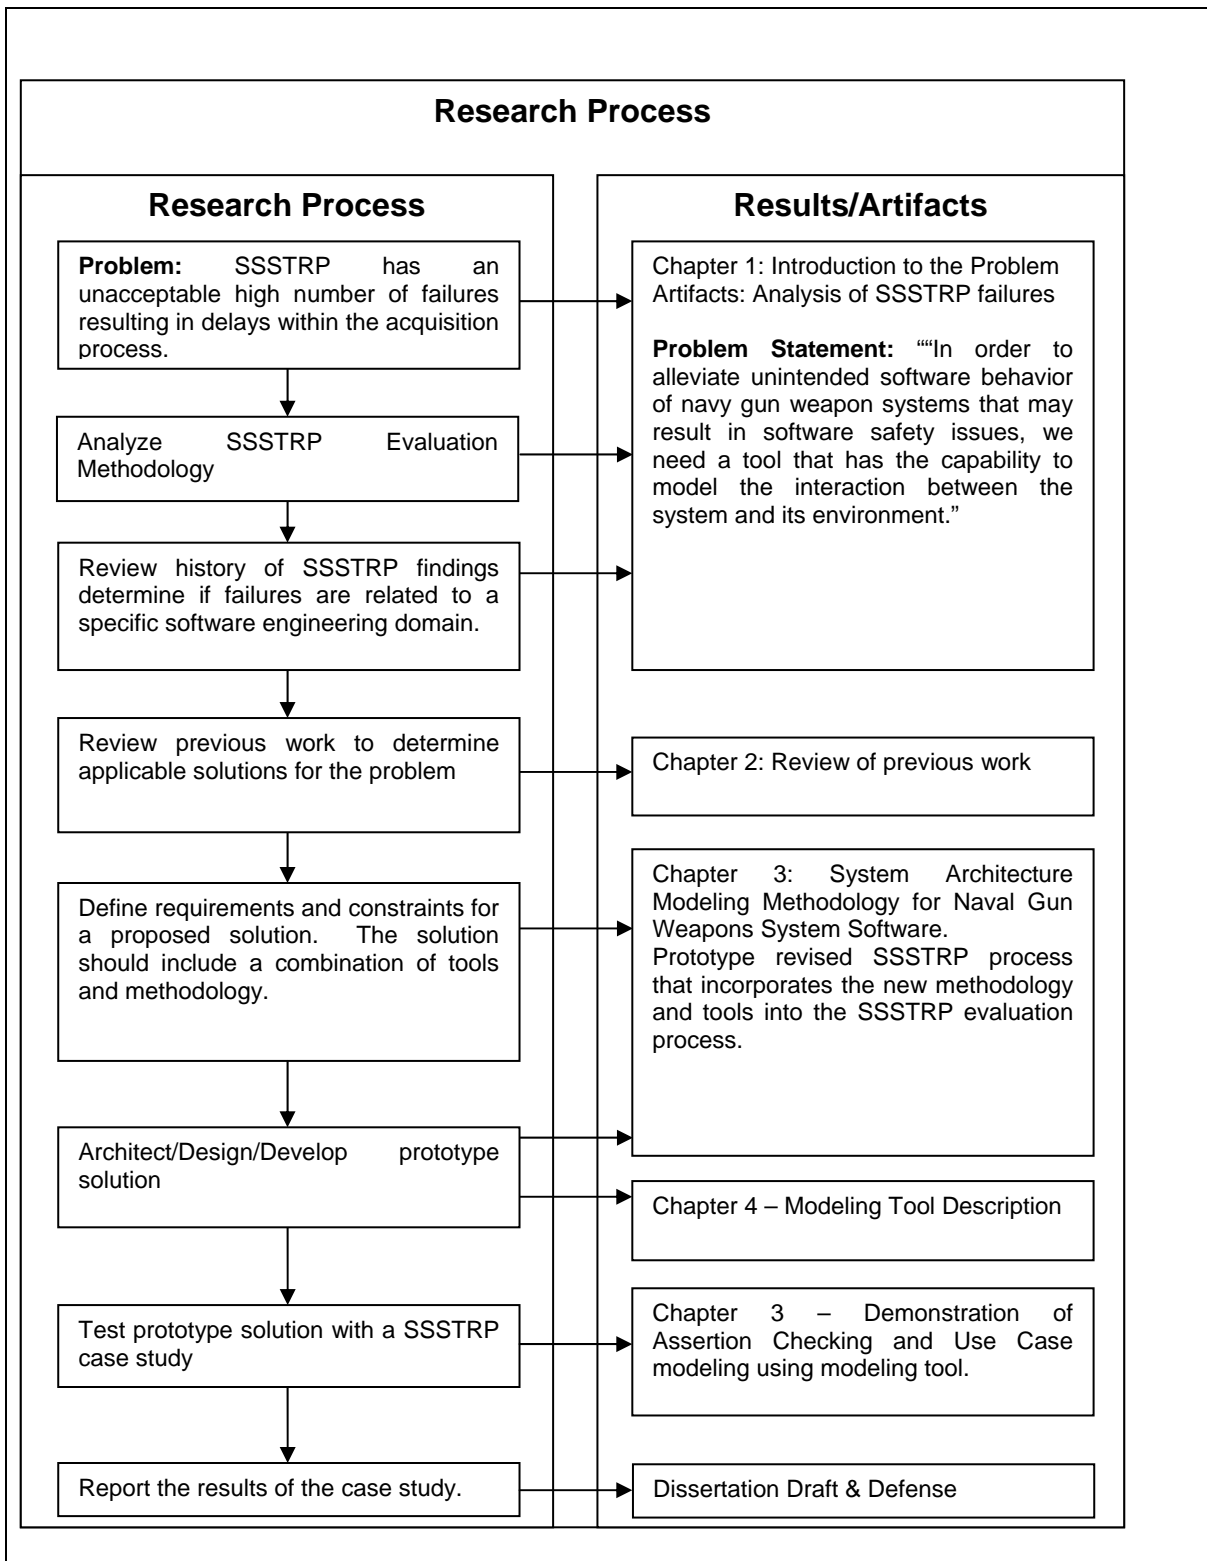 Research Process
Research Process
Problem: SSSTRP has an
unacceptable high number of failures
resulting in delays within the acquisition
process.
Analyze SSSTRP Evaluation
Methodology
Review history of SSSTRP findings
determine if failures are related to a
specific software engineering domain.
Review previous work to determine
applicable solutions for the problem
Define requirements and constraints for
a proposed solution. The solution
should include a combination of tools
and methodology.
Architect/Design/Develop prototype
solution
Test prototype solution with a SSSTRP
case study
Report the results of the case study.
Results/Artifacts
Chapter 1: Introduction to the Problem
Artifacts: Analysis of SSSTRP failures
Problem Statement: ““In order to
alleviate unintended software behavior
of navy gun weapon systems that may
result in software safety issues, we
need a tool that has the capability to
model the interaction between the
system and its environment.”
Chapter 2: Review of previous work
Chapter 3: System Architecture
Modeling Methodology for Naval Gun
Weapons System Software.
Prototype revised SSSTRP process
that incorporates the new methodology
and tools into the SSSTRP evaluation
process.
Chapter 4 – Modeling Tool Description
Chapter 3 – Demonstration of
Assertion Checking and Use Case
modeling using modeling tool.
Dissertation Draft & Defense